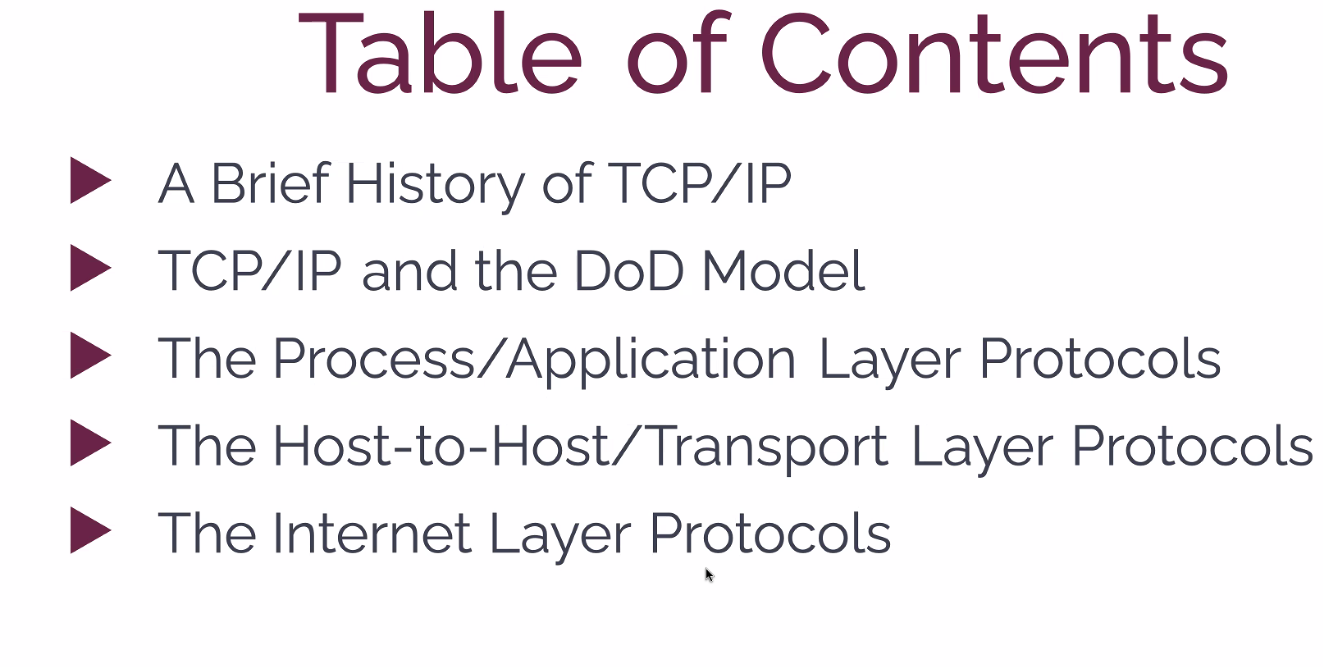 Table of Contents
A Brief History of TCP/IP
TCP/IP and the DoD Model
The Process/Application Layer Protocols
The Host-to-Host/Transport Layer Protocols
The Internet Layer Protocols